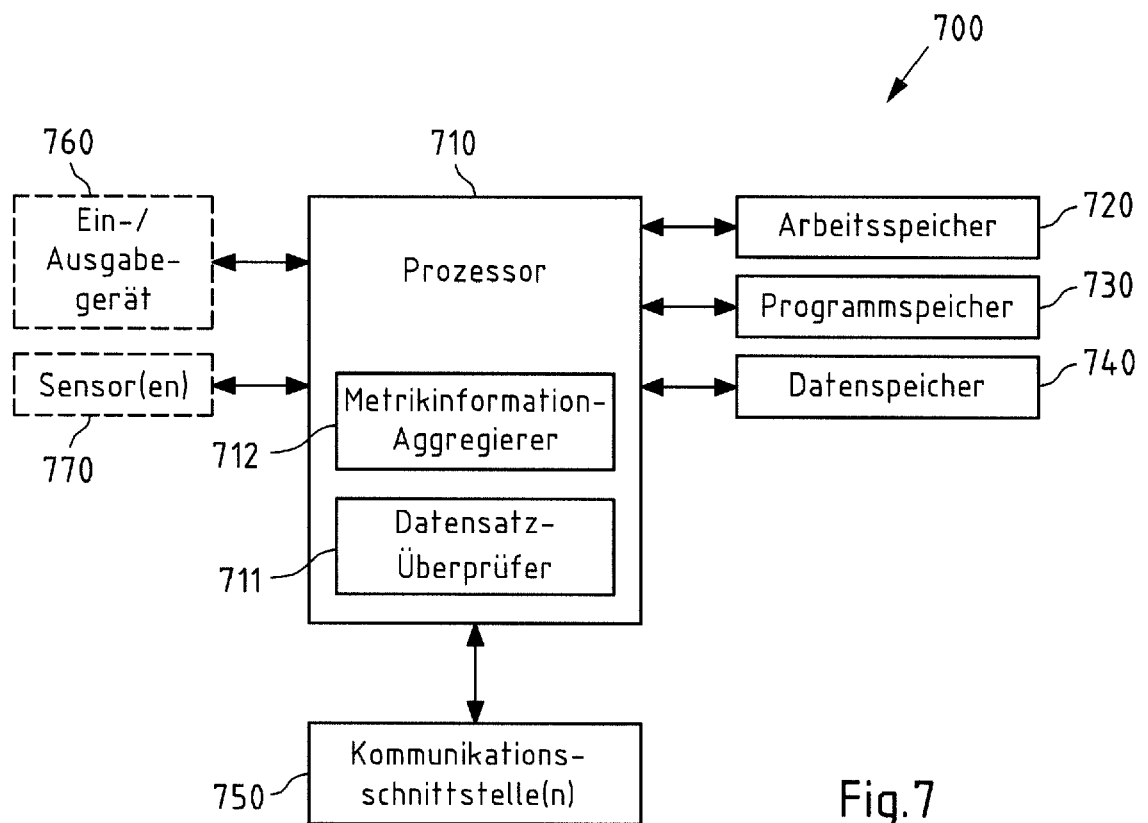 700
760
710
Ein-/
Ausgabe-
gerät
Prozessor
Arbeitsspeicher
720
Programmspeicher
730
Sensor(en)
770
Datenspeicher
740
Metrikinformation-
Aggregierer
712
Datensatz-
Überprüfer
711
Kommunikations-
schnittstelle(n)
750
Fig.7